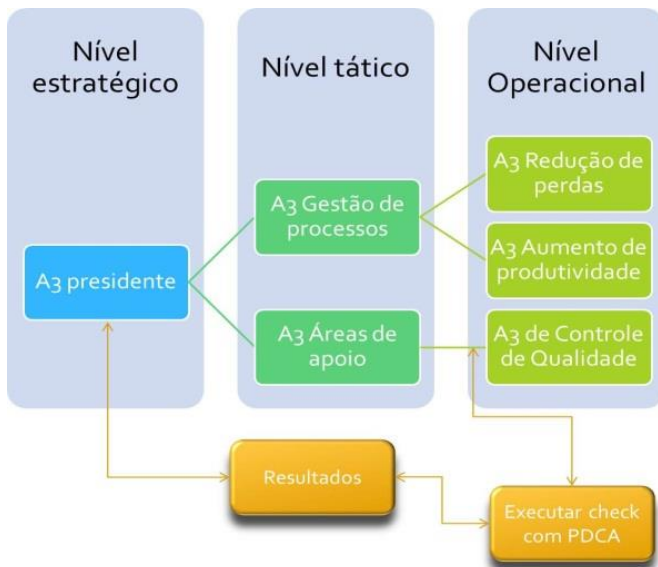 Nível
estratégico
Nível tático
Nível
Operacional
A3 presidente
A3 Gestão de
processos
A3 Áreas de
apoio
A3 Redução de
perdas
A3 Aumento de
produtividade
A3 de Controle
de Qualidade
Resultados
Executar check
com PDCA